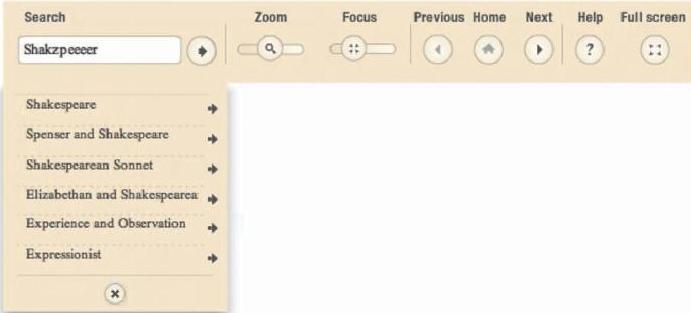 Search Zoom Focus Previous Home Next Help Full screen
Shakzpeeeer
Shakespeare
Spenser and Shakespeare
Shakespearean Sonnet
Elizabethan and Shakespearea
Experience and Observation
Expressionist